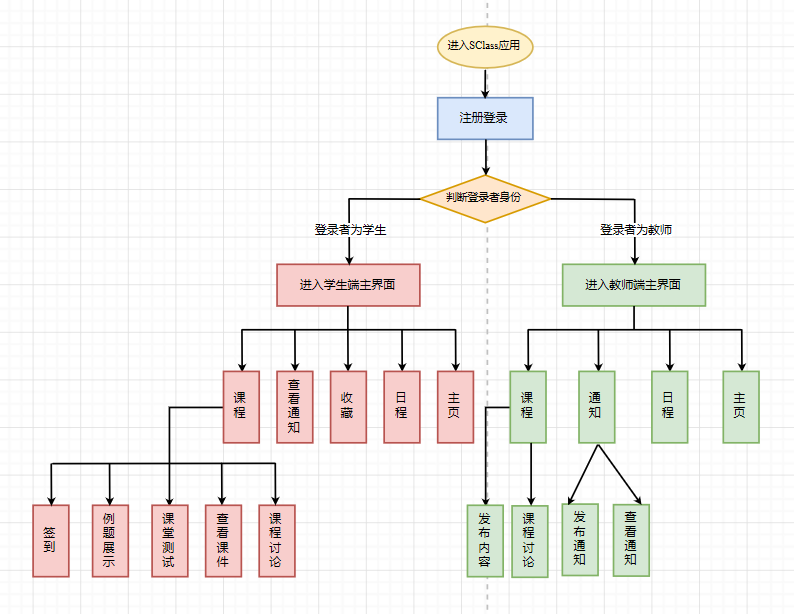 进入SClass应用
注册登录
判断登录者身份
登录者为学生
登录者为教师
进入学生端主界面
进入教师端主界面
课程
查看通知
收藏
日程
主页
课程
通知
日程
主页
签到
例题展示
课堂测试
查看课件
课程讨论
发布内容
课程讨论
发布通知
查看通知